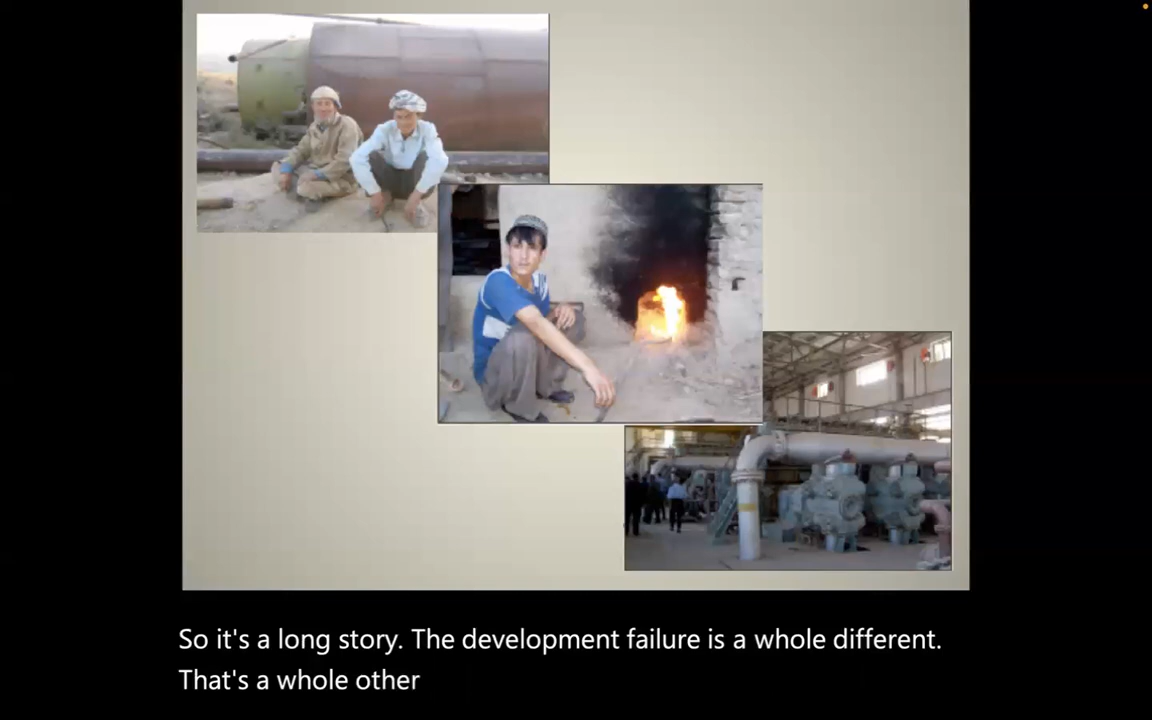 So it's a long story. The development failure is a whole different.
That's a whole other